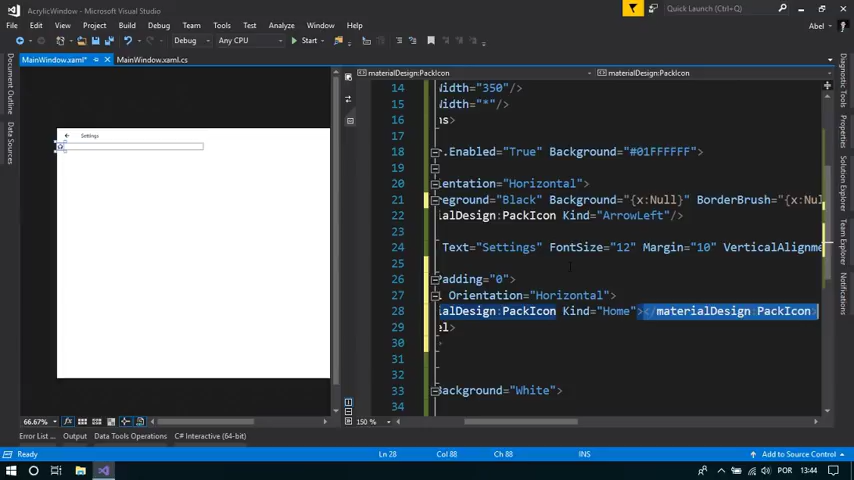 AcrylicWindow - Microsoft Visual Studio
Quick Launch (Ctrl+Q)
File Edit View Project Build Debug Team Tools Test Analyze Window Help
Abel
Debug Any CPU Start
MainWindow.xaml* MainWindow.xaml.cs
materialDesign:PackIcon
materialDesign:PackIcon
Document Outline
Data Sources
Settings
14 Width="350"/>
15 Width="*"/>
16 ns>
17
18 .Enabled="True" Background="#01FFFFFF">
19
20 entation="Horizontal">
21 eground="Black" Background="{x:Null}" BorderBrush="{x:Nul
22 ialDesign:PackIcon Kind="ArrowLeft"/>
23
24 Text="Settings" FontSize="12" Margin="10" VerticalAlignme
25
26 Padding="0">
27 Orientation="Horizontal">
28 alDesign:PackIcon Kind="Home"></materialDesign:PackIcon>
29 el>
30 >
31
32
33 Background="White">
34
Diagnostic Tools
Properties
Solution Explorer
Team Explorer
Notifications
66.67%
150 %
Error List ... Output Data Tools Operations C# Interactive (64-bit)
Ready Ln 28 Col 88 Ch 88 INS Add to Source Control
POR 13:44